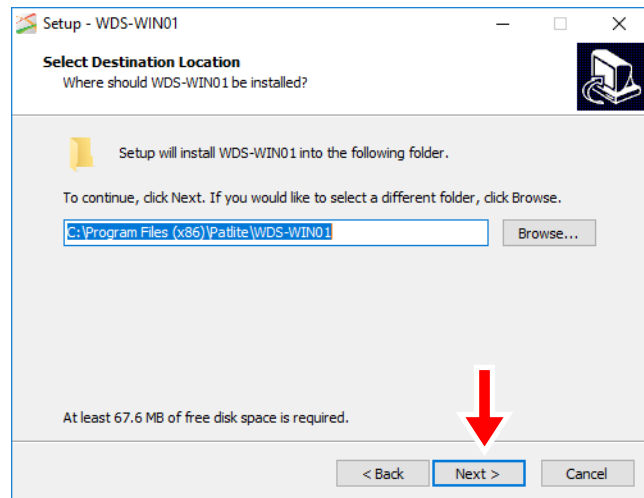 Setup - WDS-WIN01
Select Destination Location
Where should WDS-WIN01 be installed?
Setup will install WDS-WIN01 into the following folder.
To continue, click Next. If you would like to select a different folder, click Browse.
C:\Program Files (x86)\Patlite\WDS-WIN01
Browse...
At least 67.6 MB of free disk space is required.
< Back
Next >
Cancel